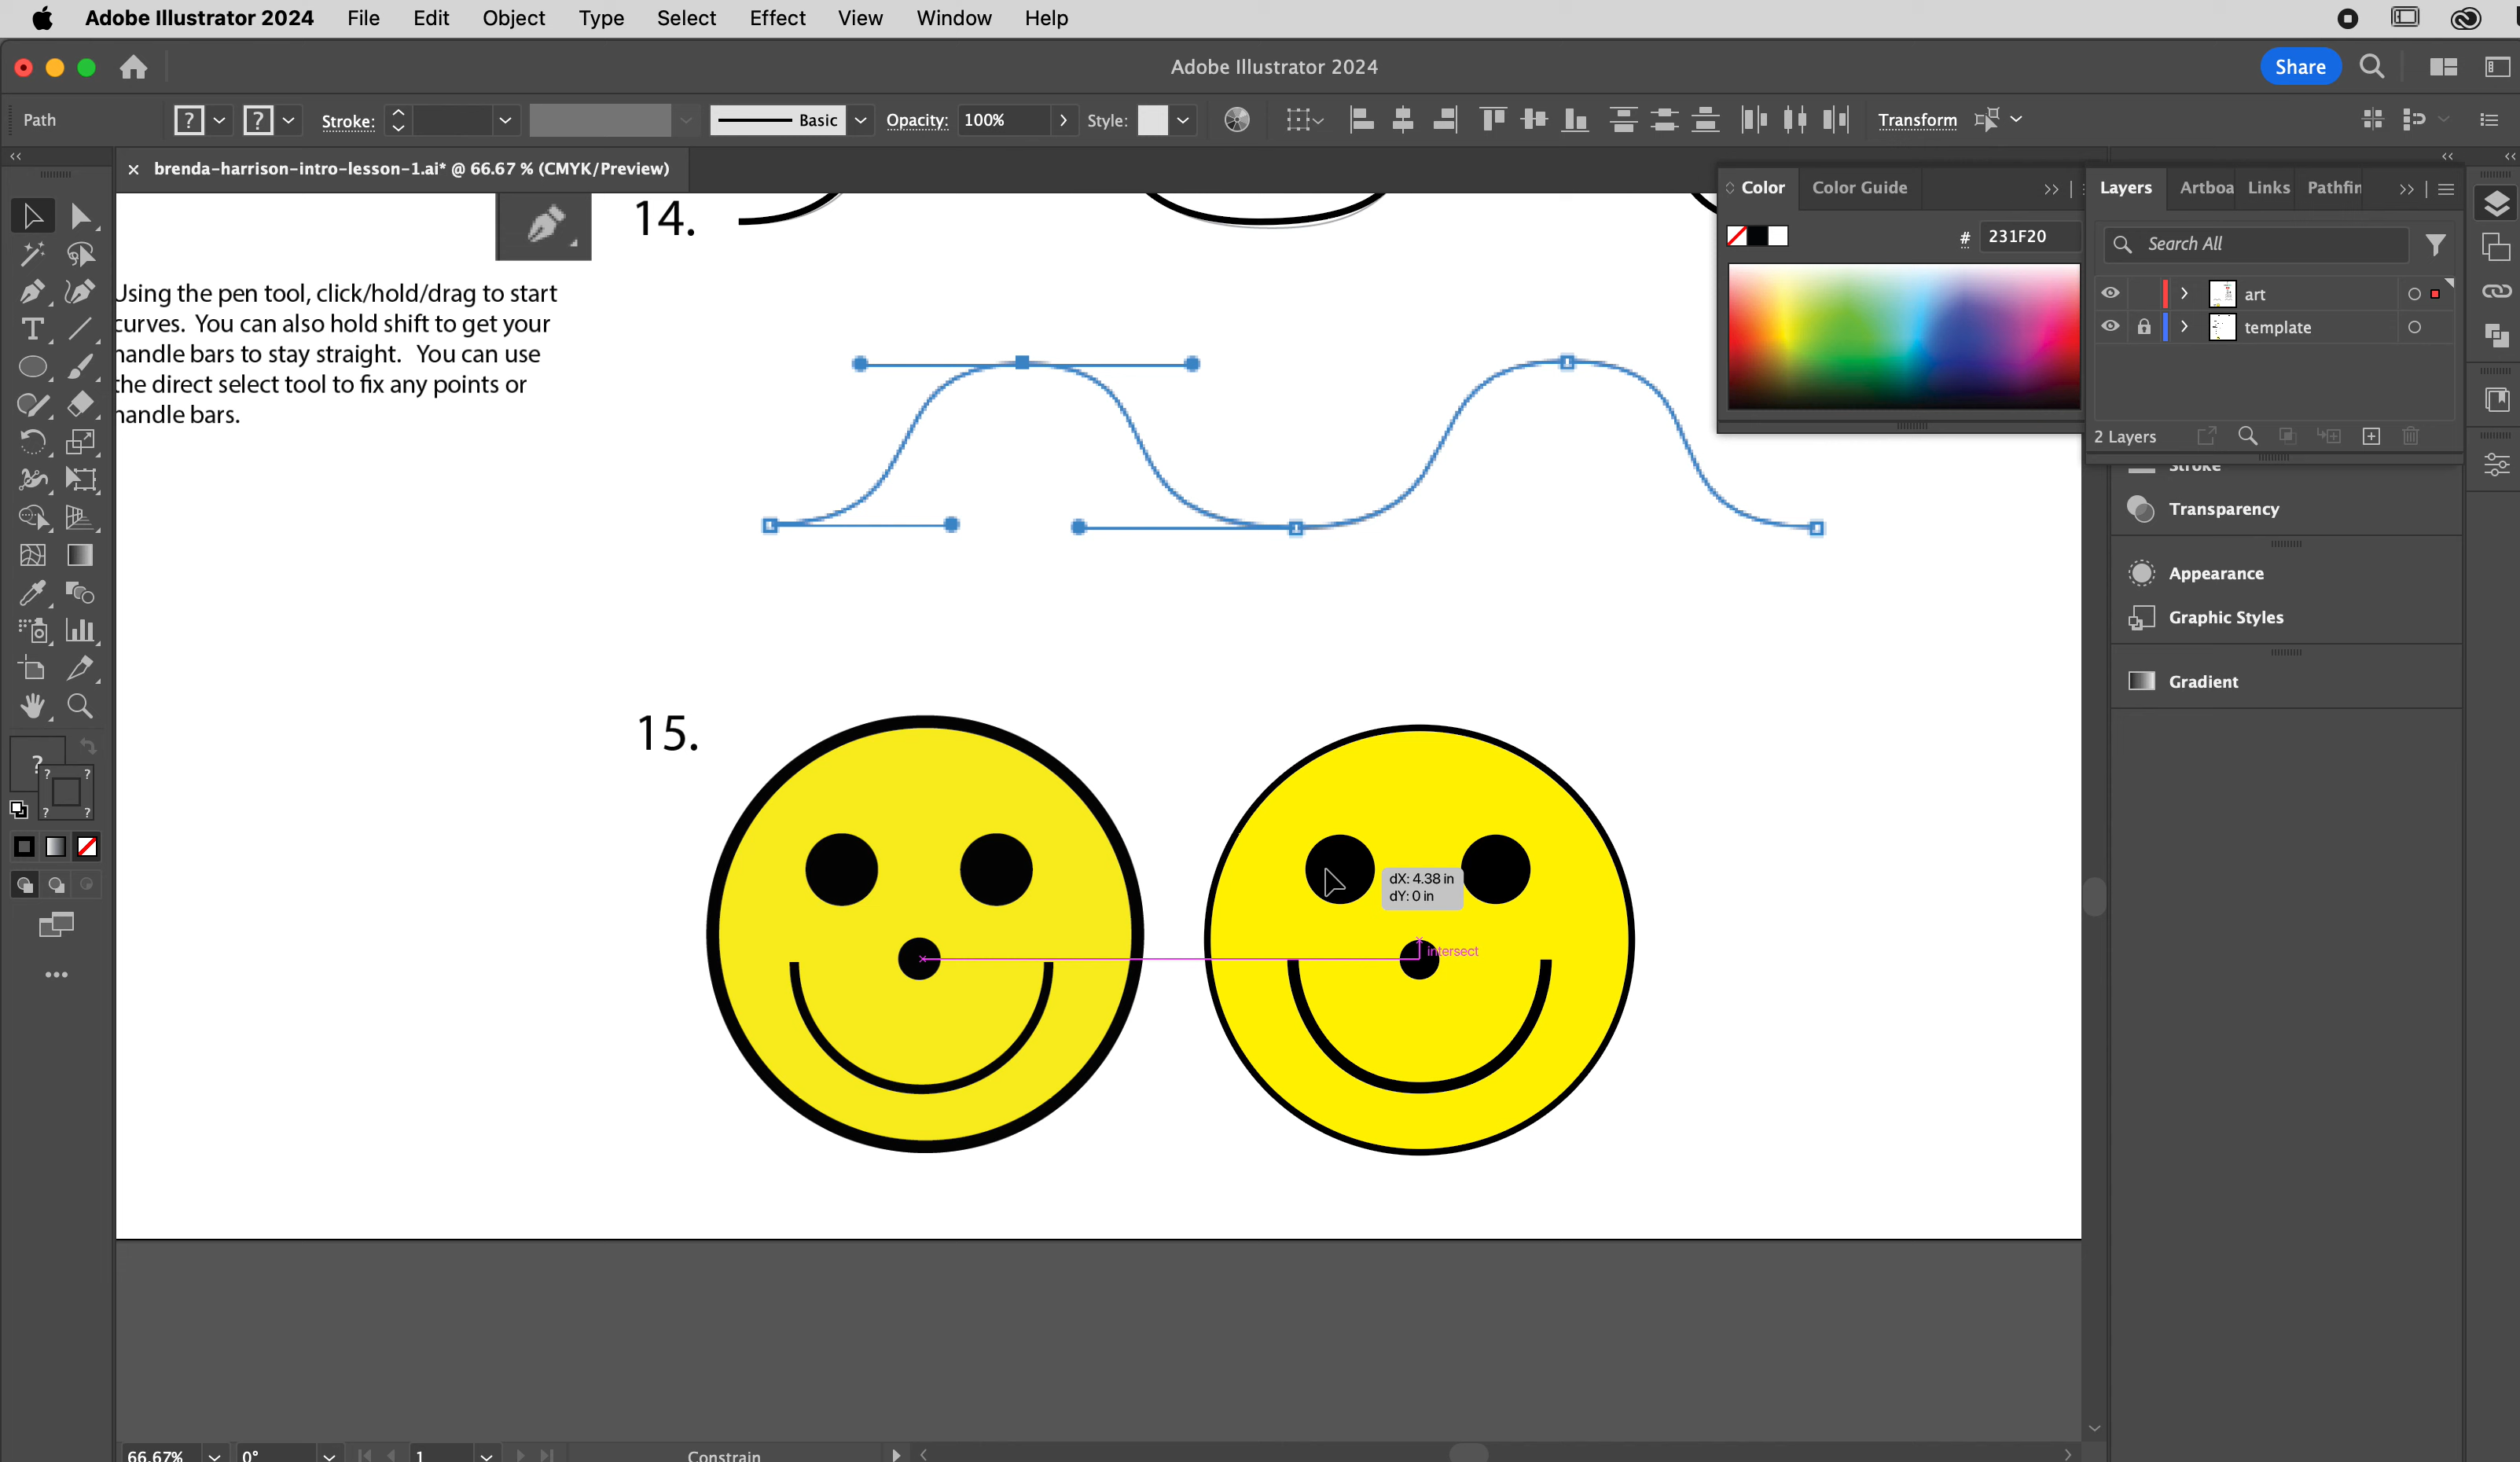 Adobe Illustrator 2024 File Edit Object Type Select Effect View Window Help
Adobe Illustrator 2024
Share
Path ? ? Stroke: Basic Opacity: 100% Style: Transform
× brenda-harrison-intro-lesson-1.ai* @ 66.67 % (CMYK/Preview)
Color Color Guide
Layers Artboa Links Pathfin
# 231F20
Search All
art
template
2 Layers
Stroke
Transparency
Appearance
Graphic Styles
Gradient
14.
Using the pen tool, click/hold/drag to start
curves. You can also hold shift to get your
handle bars to stay straight. You can use
the direct select tool to fix any points or
handle bars.
15.
dX: 4.38 in
dY: 0 in
intersect
?
? ?
? ?
66.67% 0° 1 Constrain